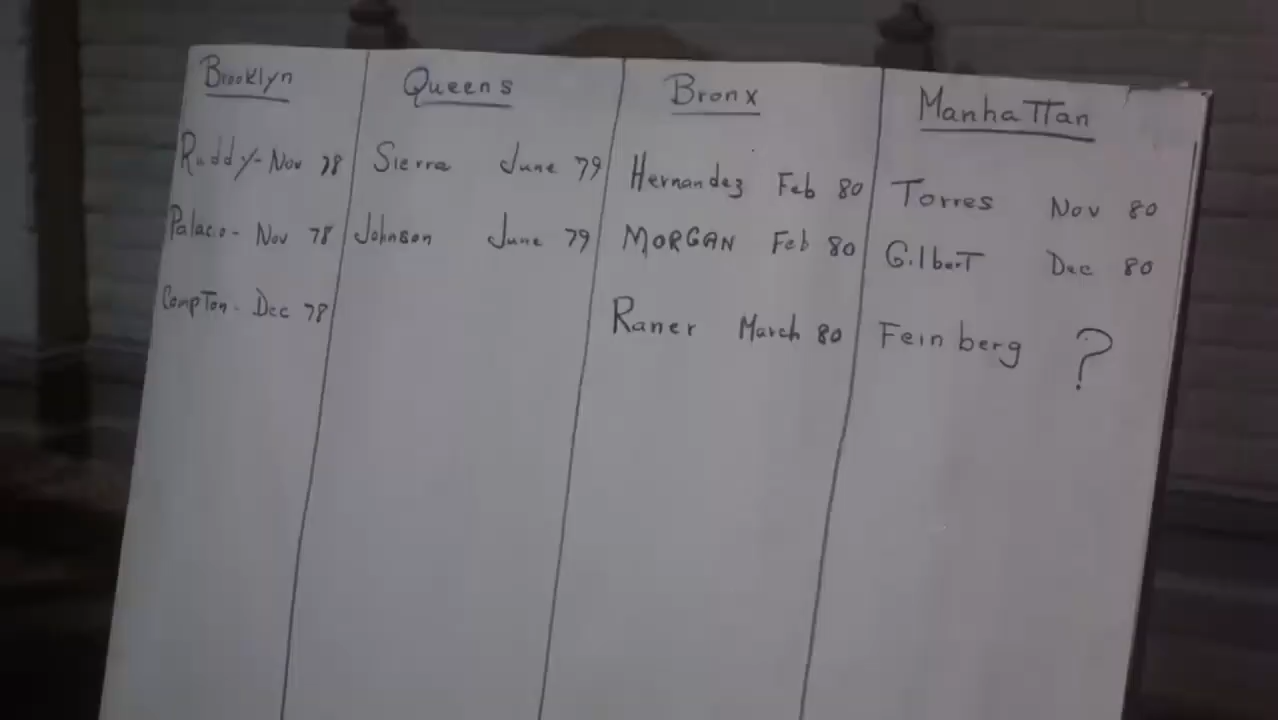 Brooklyn Queens Bronx ManhaTTan
Ruddy- Nov 78 Sierra June 79 Hernandez Feb 80 Torres Nov 80
Palacio- Nov 78 Johnson June 79 MORGAN Feb 80 GilberT Dec 80
CompTon- Dec 78 Raner March 80 Feinberg ?